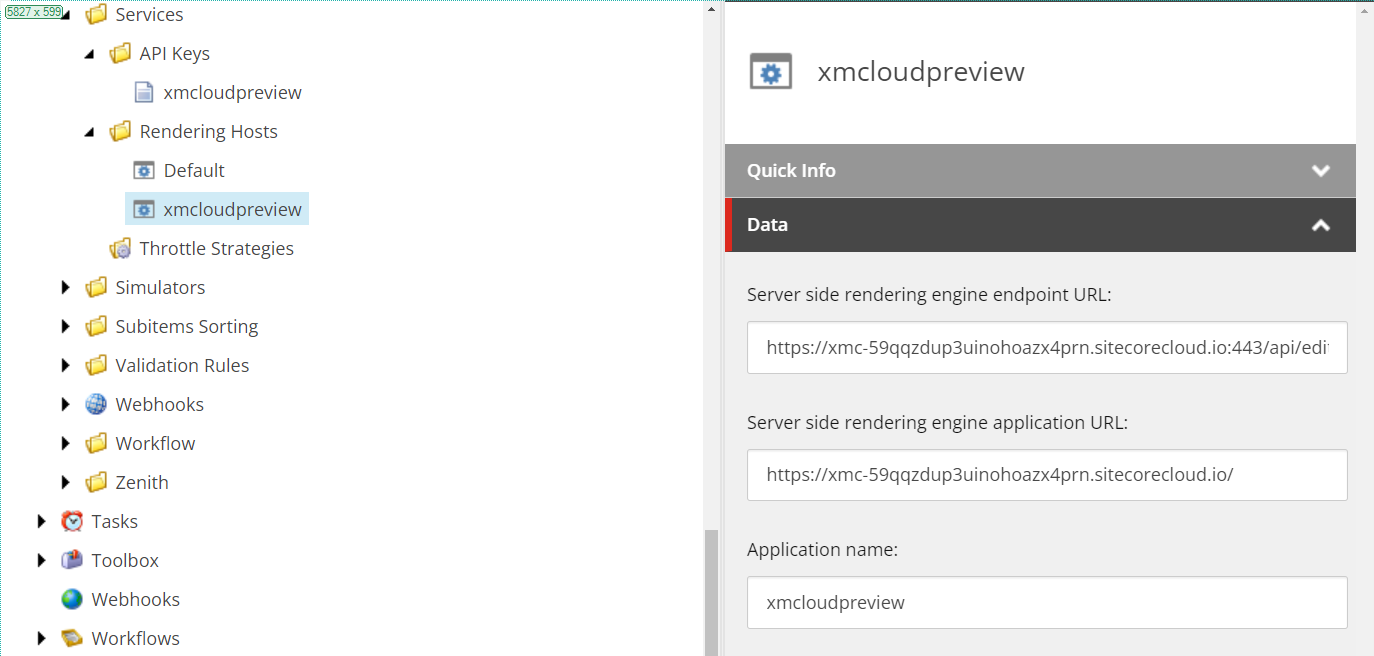 5827 x 599
Services
API Keys
xmcloudpreview
Rendering Hosts
Default
xmcloudpreview
Throttle Strategies
Simulators
Subitems Sorting
Validation Rules
Webhooks
Workflow
Zenith
Tasks
Toolbox
Webhooks
Workflows
xmcloudpreview
Quick Info
Data
Server side rendering engine endpoint URL:
https://xmc-59qqzdup3uinohoazx4prn.sitecorecloud.io:443/api/edi
Server side rendering engine application URL:
https://xmc-59qqzdup3uinohoazx4prn.sitecorecloud.io/
Application name:
xmcloudpreview